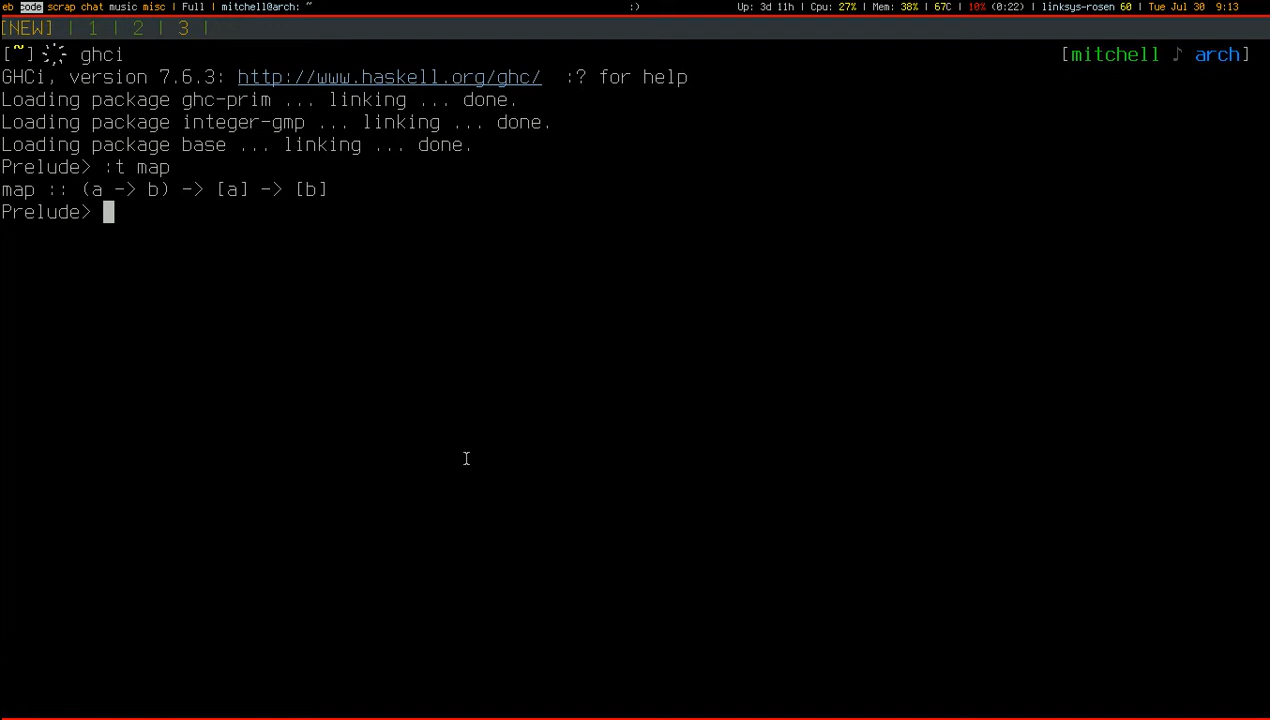 eb code scrap chat music misc | Full | mitchell@arch: ~ :) Up: 3d 11h | Cpu: 27% | Mem: 38% | 67C | 10% (0:22) | linksys-rosen 60 | Tue Jul 30 9:13
[NEW] | 1 | 2 | 3 |
[~] ghci [mitchell ♪ arch]
GHCi, version 7.6.3: http://www.haskell.org/ghc/ :? for help
Loading package ghc-prim ... linking ... done.
Loading package integer-gmp ... linking ... done.
Loading package base ... linking ... done.
Prelude> :t map
map :: (a -> b) -> [a] -> [b]
Prelude>